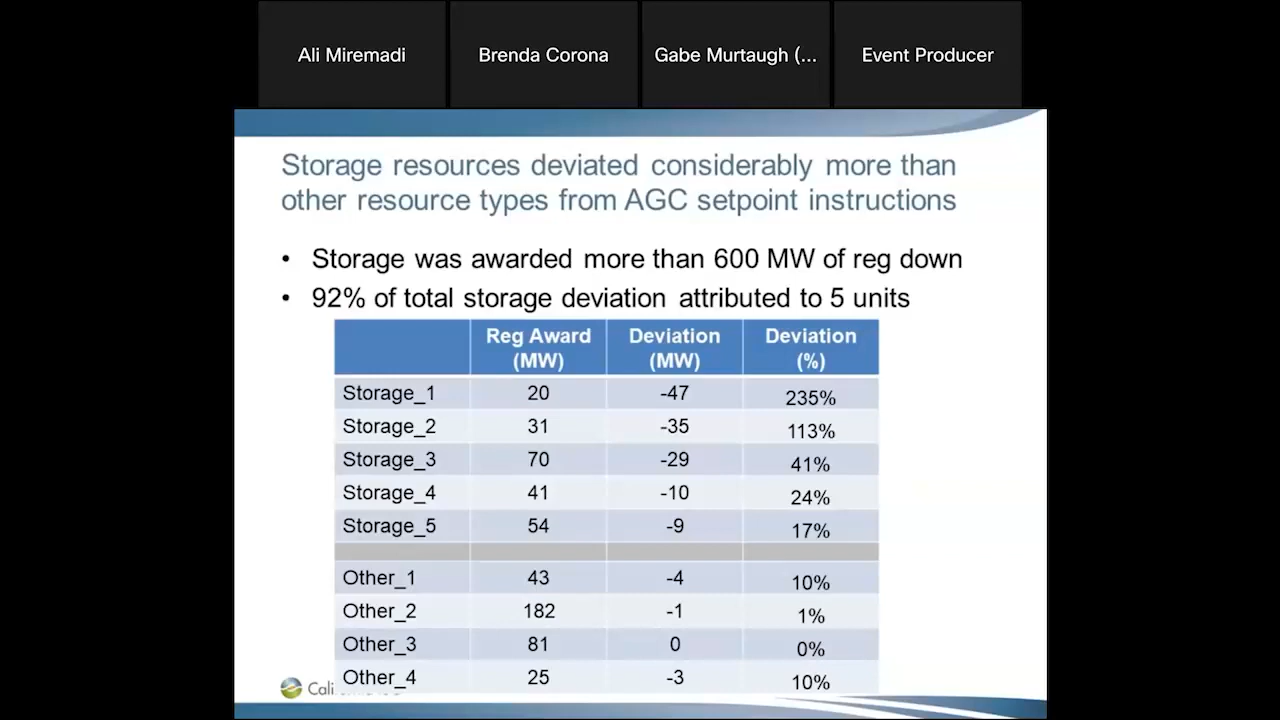 Ali Miremadi
Brenda Corona
Gabe Murtaugh (...
Event Producer
Storage resources deviated considerably more than
other resource types from AGC setpoint instructions
• Storage was awarded more than 600 MW of reg down
• 92% of total storage deviation attributed to 5 units
Reg Award (MW) Deviation (MW) Deviation (%)
Storage_1 20 -47 235%
Storage_2 31 -35 113%
Storage_3 70 -29 41%
Storage_4 41 -10 24%
Storage_5 54 -9 17%
Other_1 43 -4 10%
Other_2 182 -1 1%
Other_3 81 0 0%
Other_4 25 -3 10%